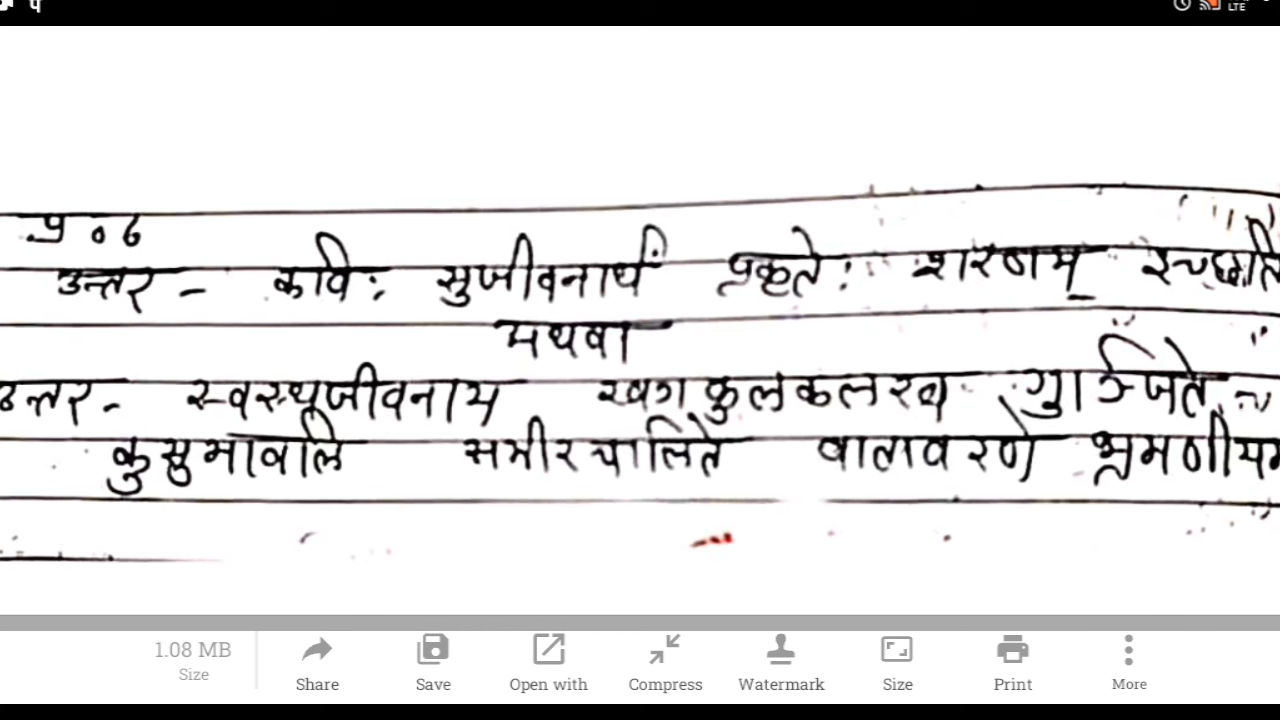 प
LTE
प्र० ६
उत्तर - कविः सुजीवनार्थं प्रकृतेः शरणम् इच्छति
अथवा
उत्तर - स्वस्थजीवनाय खगकुलकलरव गुञ्जिते
कुसुमावलि समीरचालिते वातावरणे भ्रमणीयम
1.08 MB
Size
Share
Save
Open with
Compress
Watermark
Size
Print
More